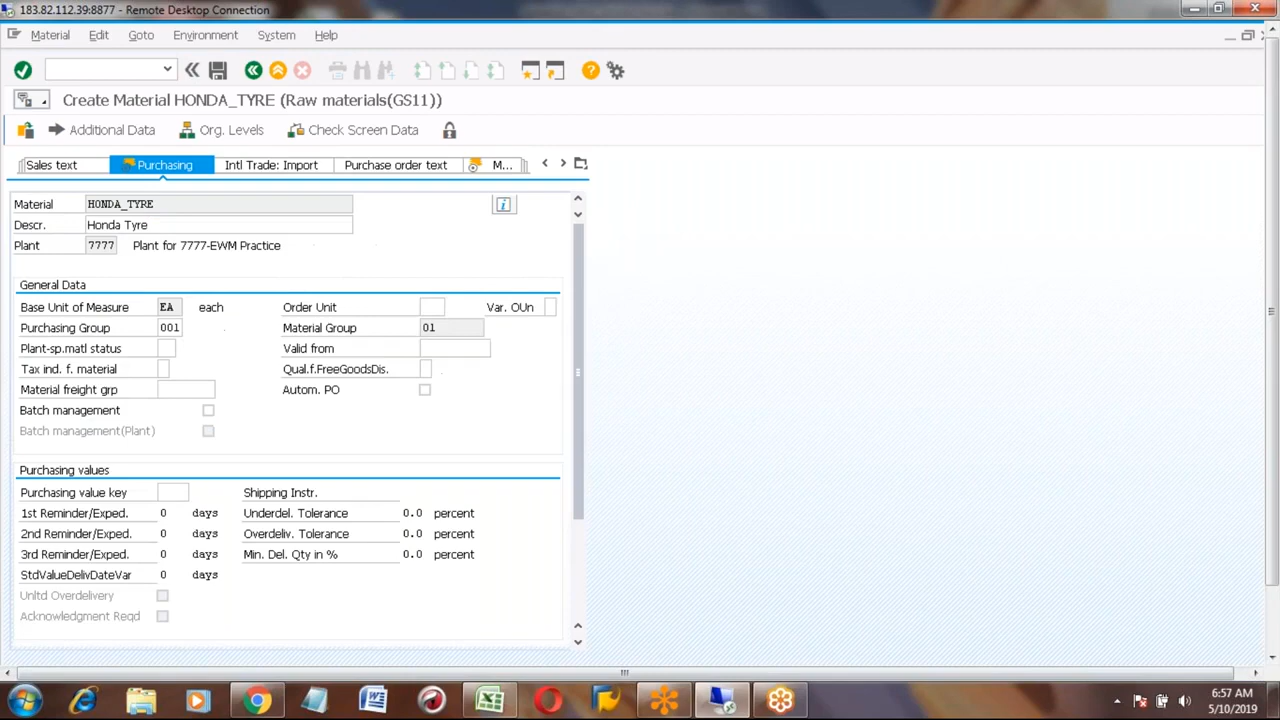 183.82.112.39:8877 - Remote Desktop Connection
Material Edit Goto Environment System Help
Create Material HONDA_TYRE (Raw materials(GS11))
Additional Data Org. Levels Check Screen Data
Sales text Purchasing Intl Trade: Import Purchase order text M...
Material HONDA_TYRE
Descr. Honda Tyre
Plant 7777 Plant for 7777-EWM Practice
General Data
Base Unit of Measure EA each Order Unit Var. OUn
Purchasing Group 001 Material Group 01
Plant-sp.matl status Valid from
Tax ind. f. material Qual.f.FreeGoodsDis.
Material freight grp Autom. PO
Batch management
Batch management(Plant)
Purchasing values
Purchasing value key Shipping Instr.
1st Reminder/Exped. 0 days Underdel. Tolerance 0.0 percent
2nd Reminder/Exped. 0 days Overdeliv. Tolerance 0.0 percent
3rd Reminder/Exped. 0 days Min. Del. Qty in % 0.0 percent
StdValueDelivDateVar 0 days
Unltd Overdelivery
Acknowledgment Reqd
6:57 AM
5/10/2019